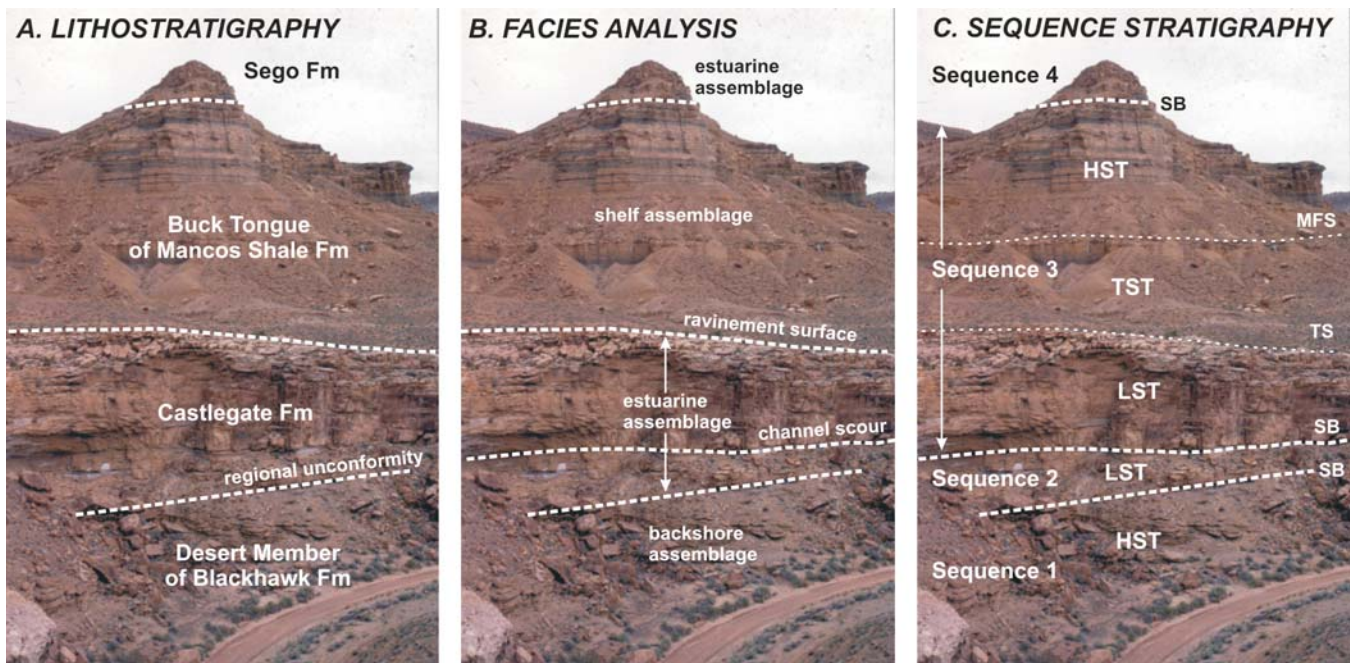 A. LITHOSTRATIGRAPHY
Sego Fm
Buck Tongue
of Mancos Shale Fm
Castlegate Fm
regional unconformity
Desert Member
of Blackhawk Fm
B. FACIES ANALYSIS
estuarine
assemblage
shelf assemblage
ravinement surface
estuarine
assemblage
channel scour
backshore
assemblage
C. SEQUENCE STRATIGRAPHY
Sequence 4
SB
HST
MFS
Sequence 3
TST
TS
LST
SB
Sequence 2
LST
SB
HST
Sequence 1